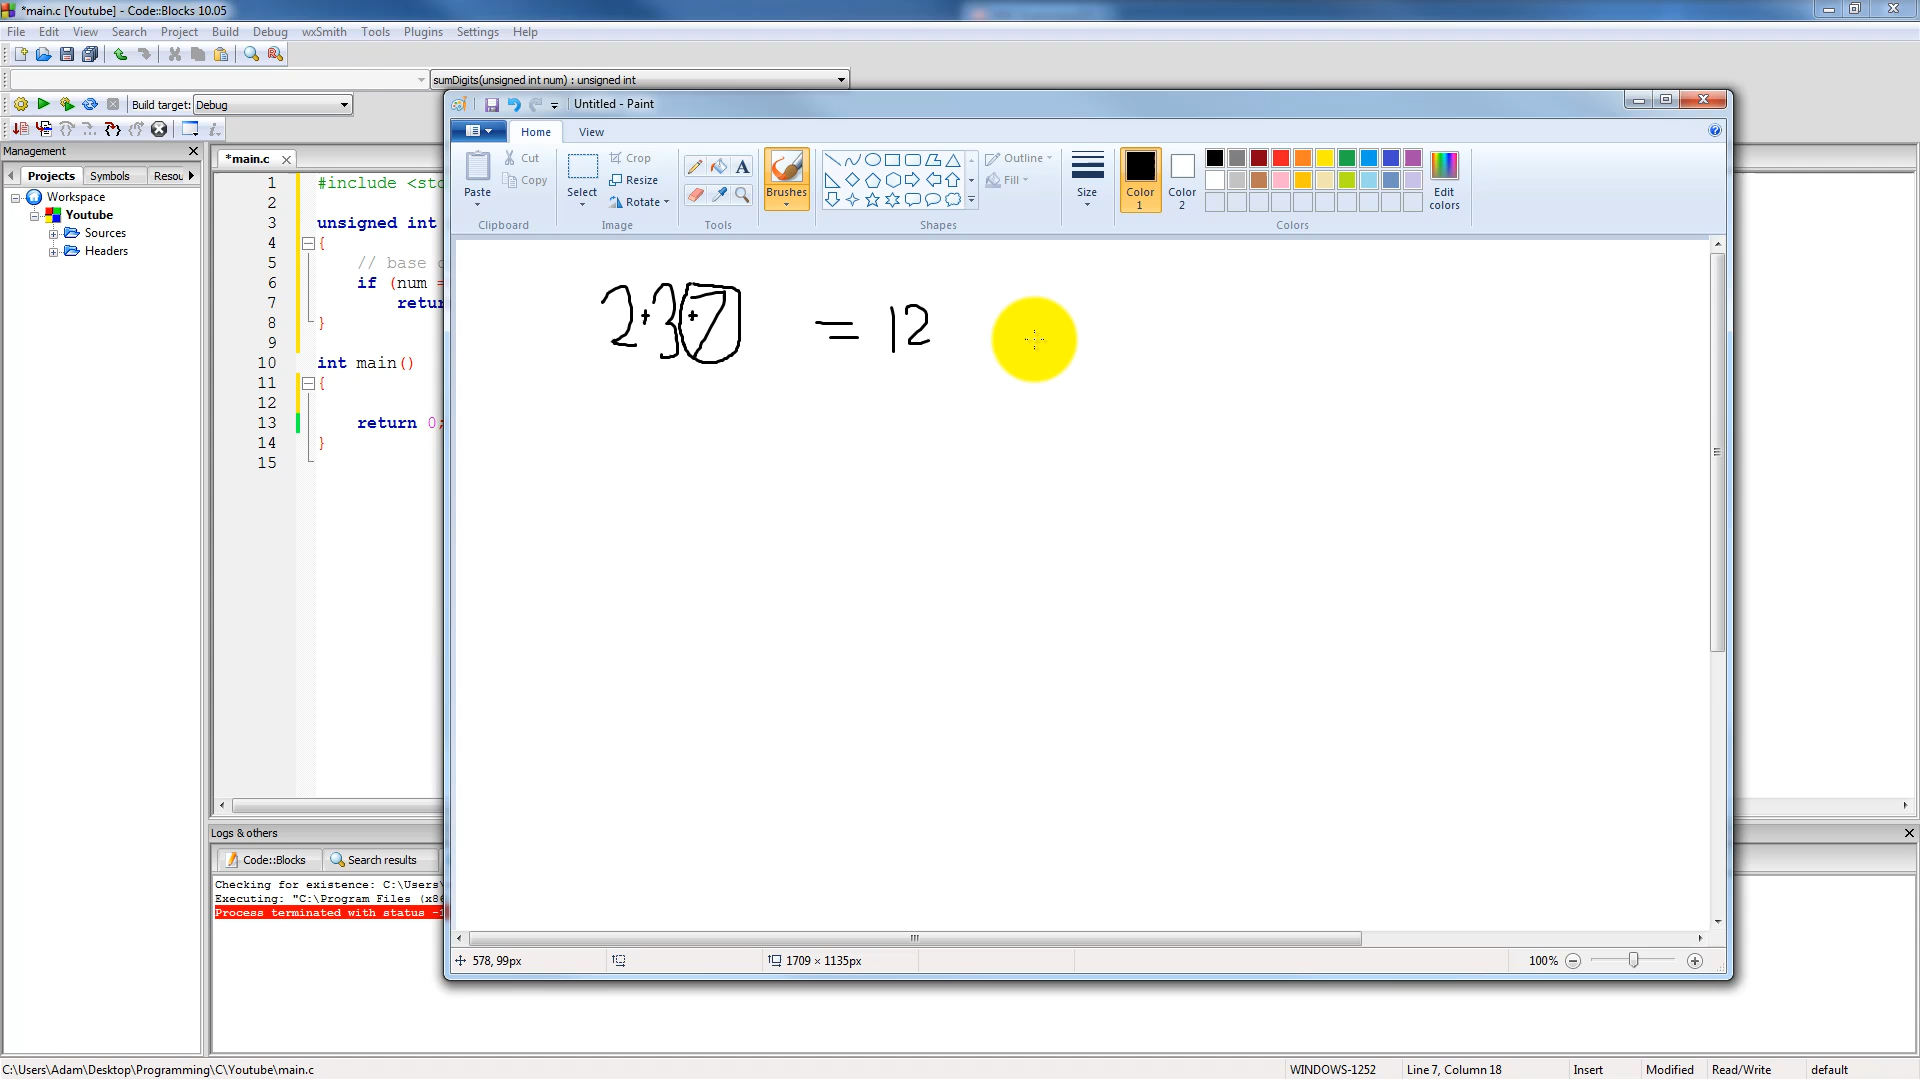 *main.c [Youtube] - Code::Blocks 10.05
File Edit View Search Project Build Debug wxSmith Tools Plugins Settings Help
sumDigits(unsigned int num) : unsigned int
Build target: Debug
Untitled - Paint
Home View
Paste
Cut
Copy
Clipboard
Select
Crop
Resize
Rotate
Image
A
Tools
Brushes
Shapes
Outline
Fill
Size
Color 1
Color 2
Edit colors
Colors
Management
Projects Symbols Resou
Workspace
Youtube
Sources
Headers
*main.c
1 #include <sto
2
3 unsigned int
4 {
5 // base c
6 if (num =
7 retur
8 }
9
10 int main()
11 {
12
13 return 0;
14 }
15
2+3+7 = 12
578, 99px
1709 × 1135px
100%
Logs & others
Code::Blocks Search results
Checking for existence: C:\Users\
Executing: "C:\Program Files (x86
Process terminated with status -1
C:\Users\Adam\Desktop\Programming\C\Youtube\main.c
WINDOWS-1252
Line 7, Column 18
Insert
Modified
Read/Write
default